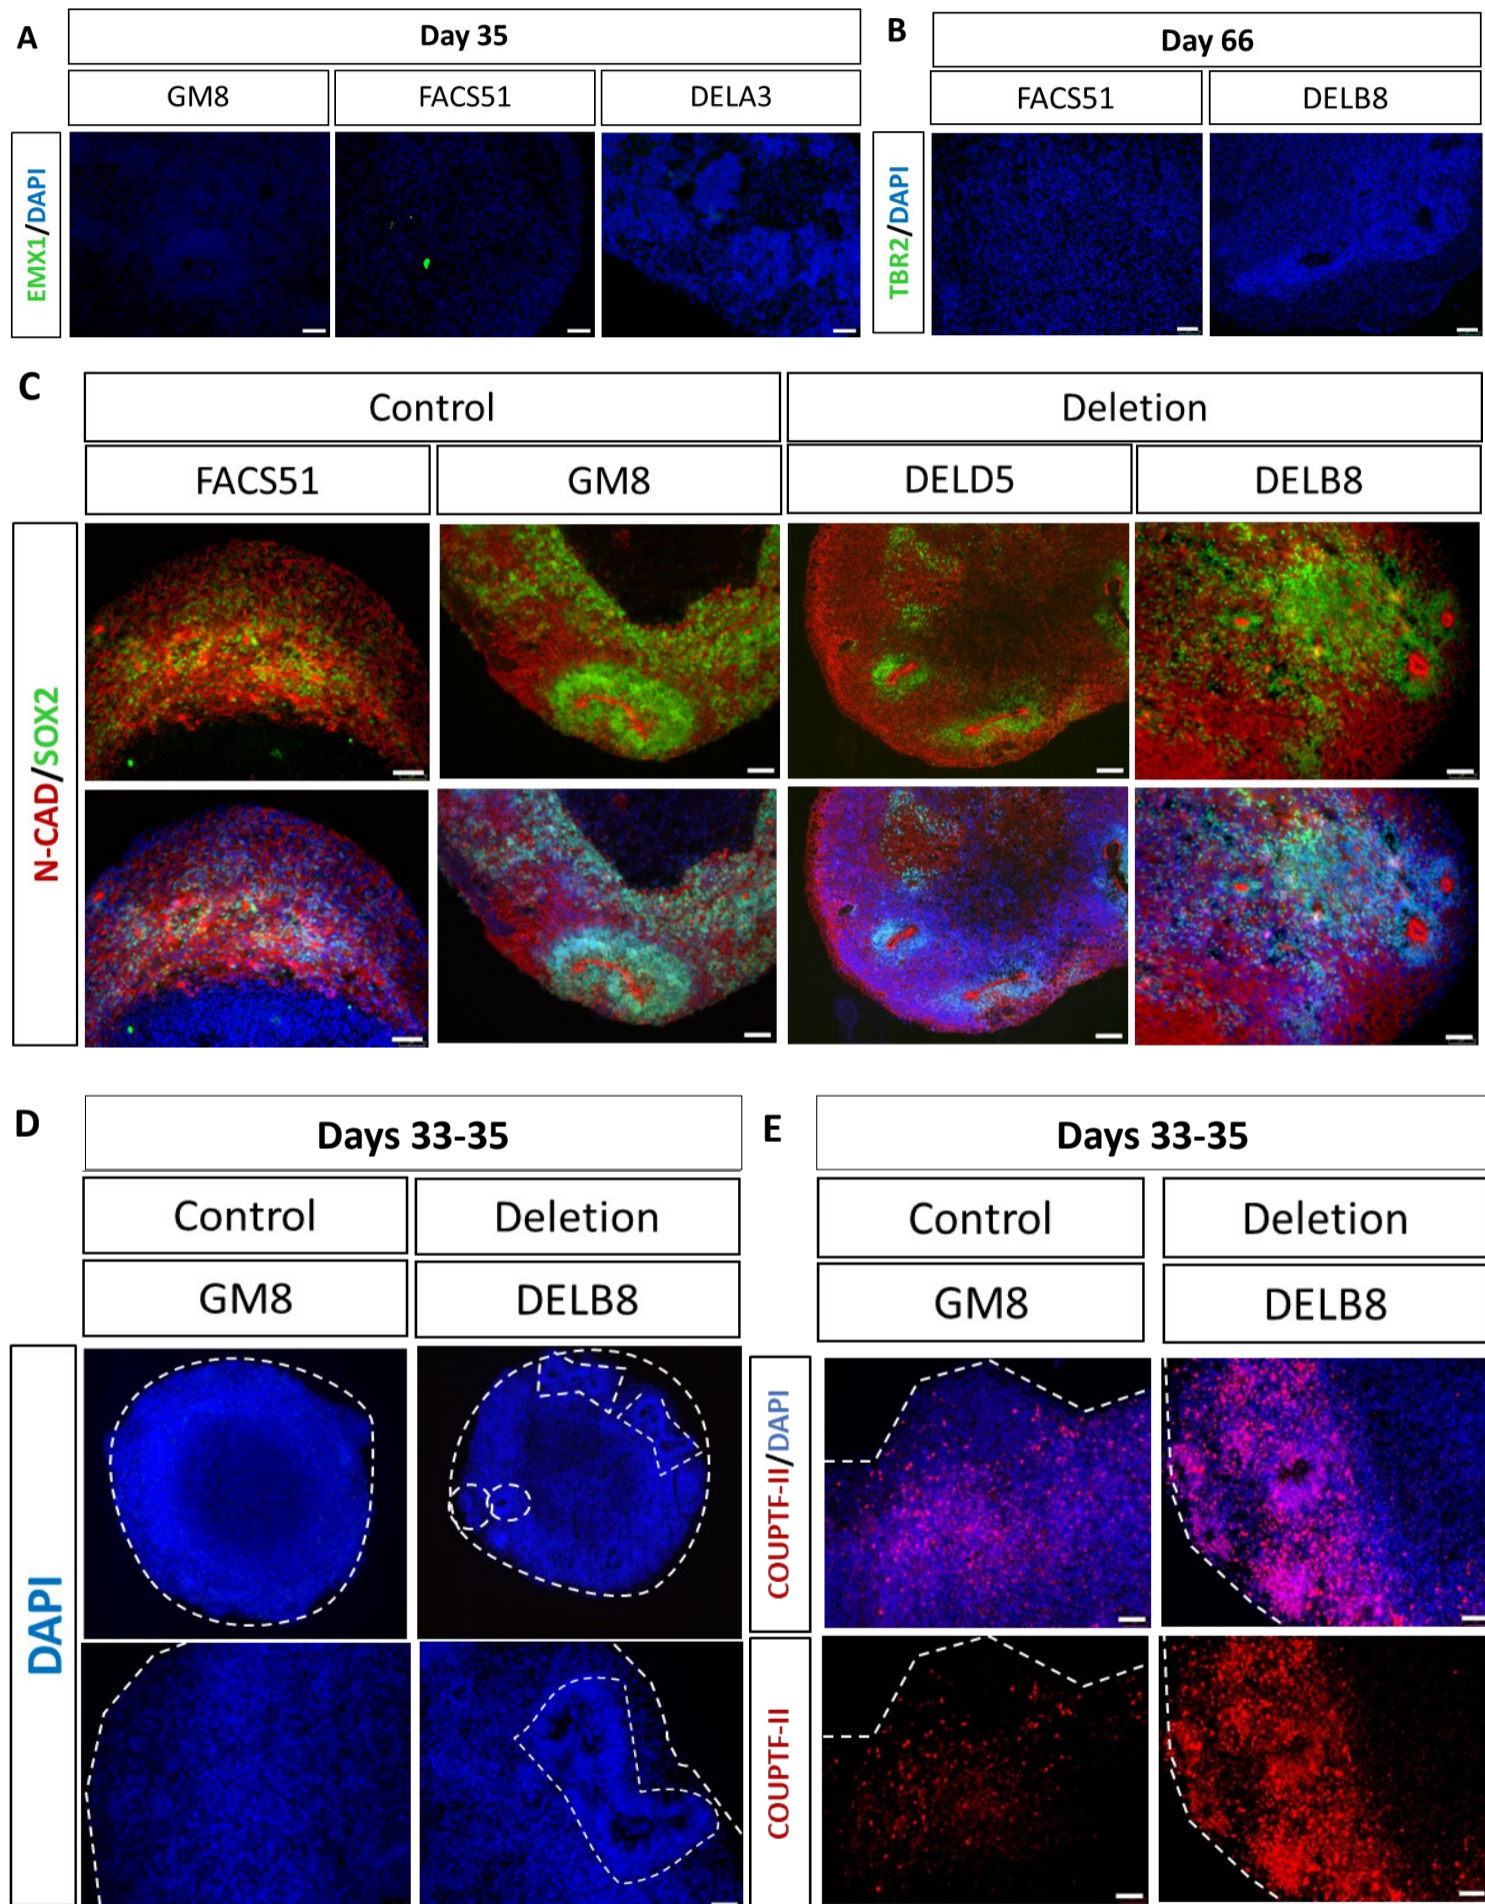 A
Day 35
B
Day 66
GM8
FACS51
DELA3
FACS51
DELB8
EMX1/DAPI
TBR2/DAPI
C
Control
Deletion
FACS51
GM8
DELD5
DELB8
N-CAD/SOX2
D
Days 33-35
E
Days 33-35
Control
Deletion
Control
Deletion
GM8
DELB8
GM8
DELB8
DAPI
COUPTF-II/DAPI
COUPTF-II